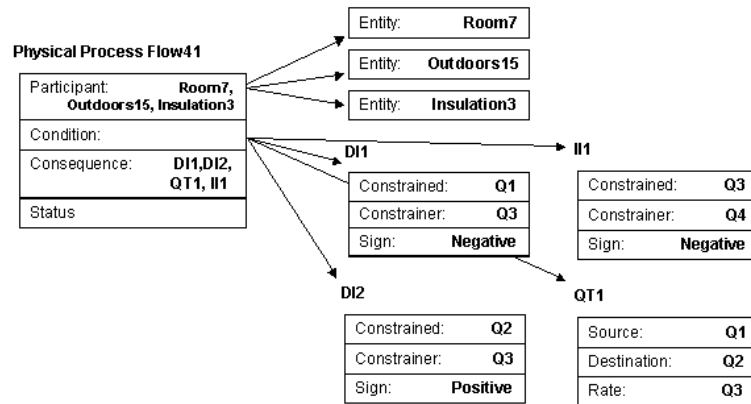 Entity: Room7
Physical Process Flow41
Entity: Outdoors15
Participant: Room7,
Outdoors15, Insulation3
Entity: Insulation3
Condition:
Consequence: DI1,DI2,
QT1, II1
Status
DI1
Constrained: Q1
Constrainer: Q3
Sign: Negative
II1
Constrained: Q3
Constrainer: Q4
Sign: Negative
DI2
Constrained: Q2
Constrainer: Q3
Sign: Positive
QT1
Source: Q1
Destination: Q2
Rate: Q3